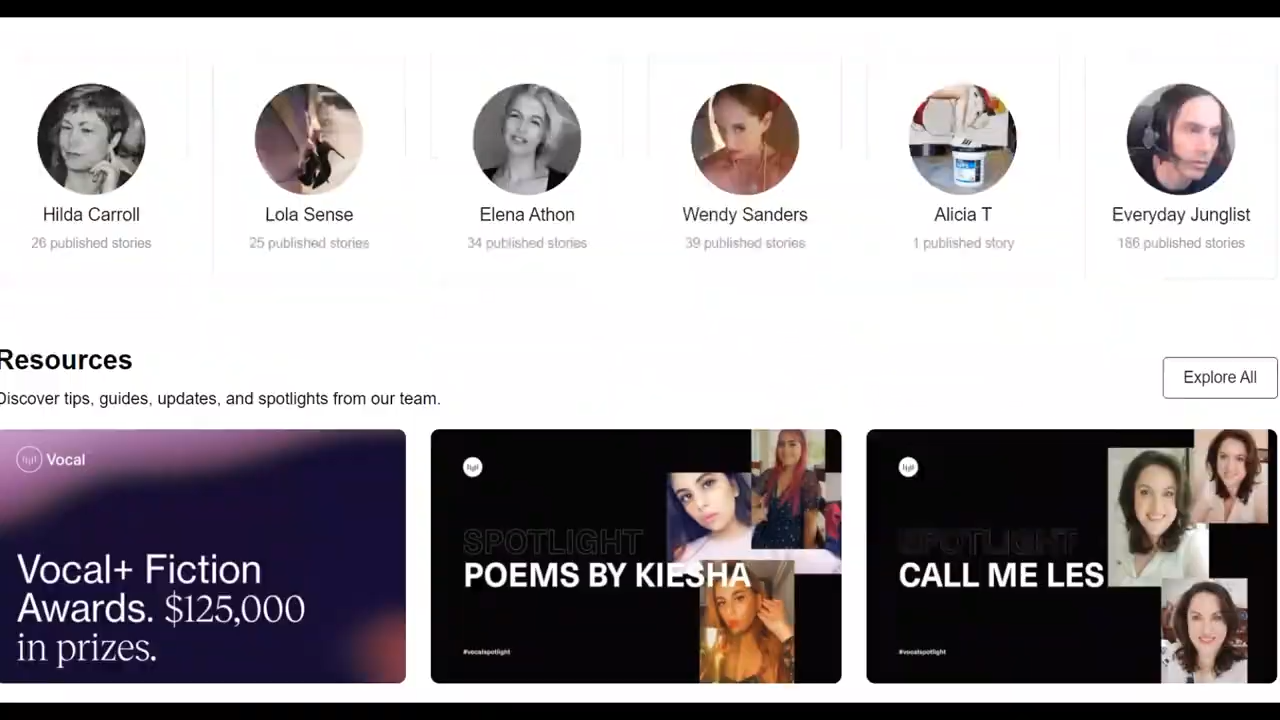 Hilda Carroll
26 published stories
Lola Sense
25 published stories
Elena Athon
34 published stories
Wendy Sanders
39 published stories
Alicia T
1 published story
Everyday Junglist
186 published stories
Resources
Explore All
Discover tips, guides, updates, and spotlights from our team.
Vocal
Vocal+ Fiction
Awards. $125,000
in prizes.
SPOTLIGHT
POEMS BY KIESHA
#vocalspotlight
SPOTLIGHT
CALL ME LES
#vocalspotlight